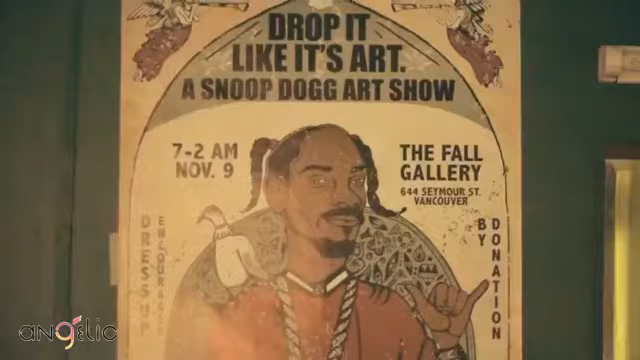 DROP IT
LIKE IT'S ART.
A SNOOP DOGG ART SHOW
7-2 AM
NOV. 9
THE FALL
GALLERY
644 SEYMOUR ST.
VANCOUVER
DRESS UP
ENCOURAGED
BY
DONATION
angelic